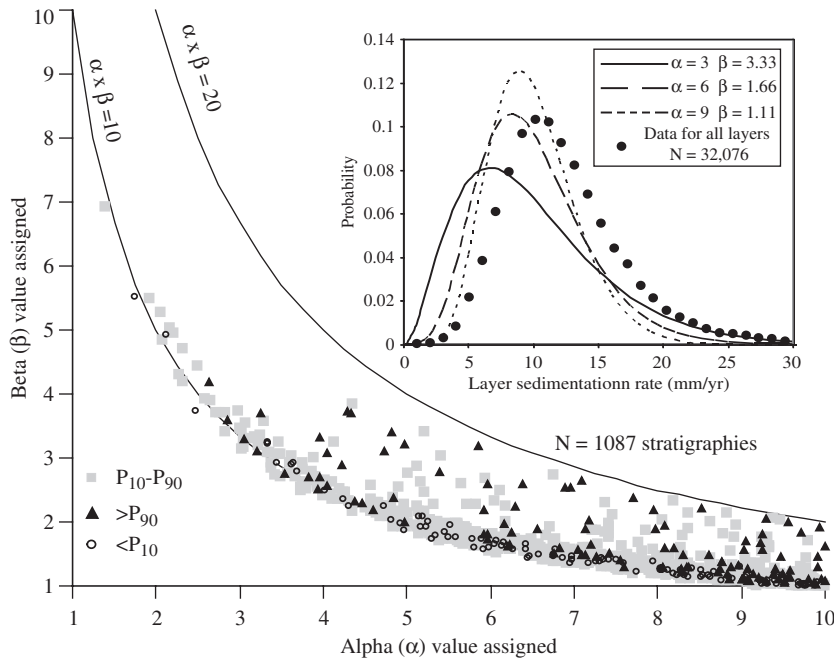 10
9
8
7
6
5
4
3
2
1
Beta (β) value assigned
1 2 3 4 5 6 7 8 9 10
Alpha (α) value assigned
α x β = 10
α x β = 20
N = 1087 stratigraphies
P10-P90
>P90
<P10
0.14
0.12
0.1
0.08
0.06
0.04
0.02
0
Probability
0 5 10 15 20 25 30
Layer sedimentationn rate (mm/yr)
α = 3 β = 3.33
α = 6 β = 1.66
α = 9 β = 1.11
Data for all layers
N = 32,076